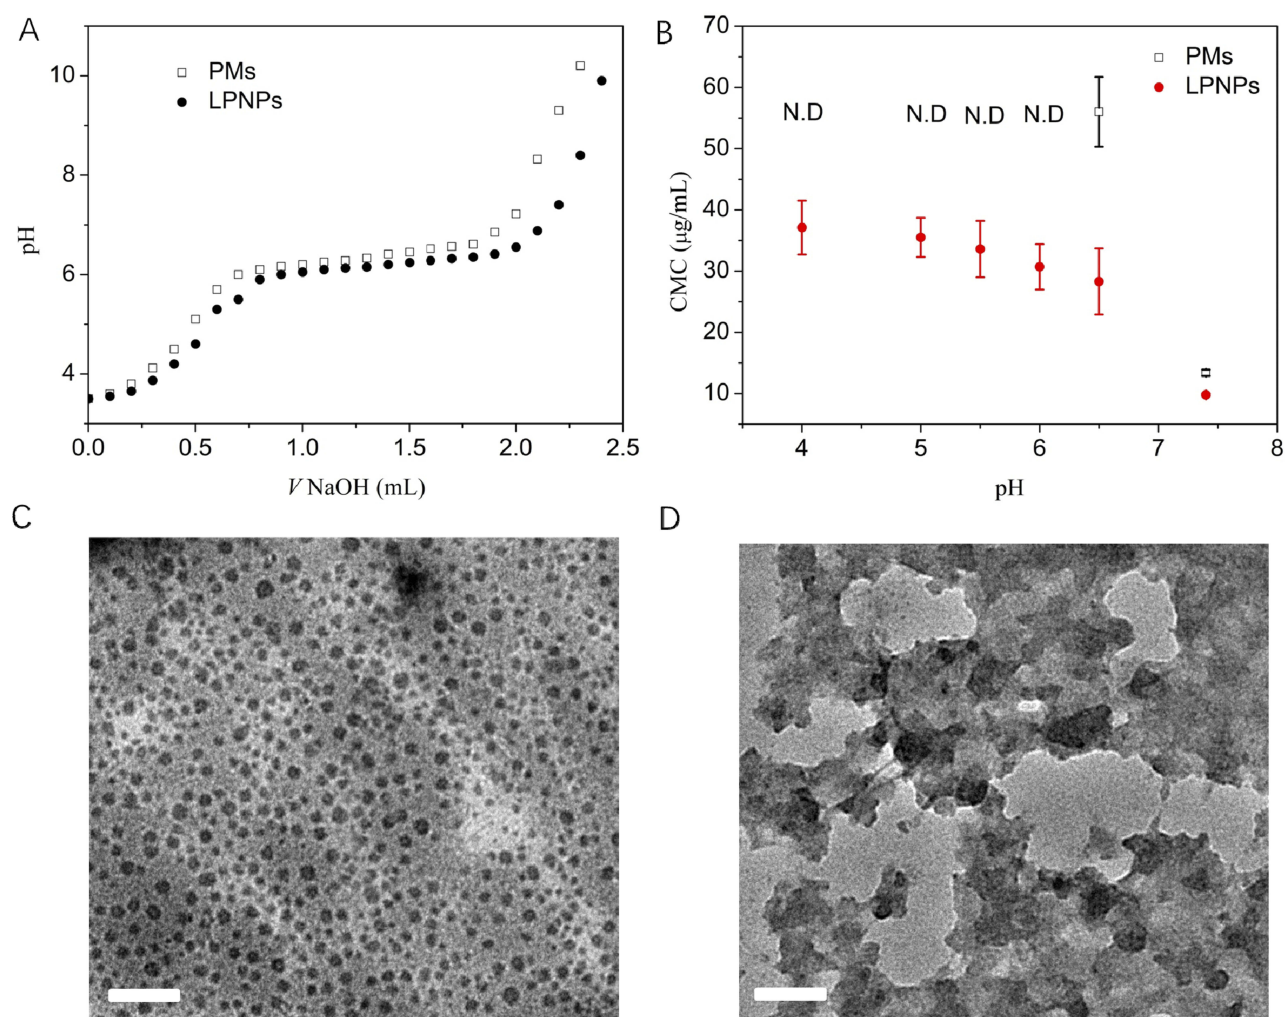 A
PMs
LPNPs
10
8
6
4
pH
0.0 0.5 1.0 1.5 2.0 2.5
V NaOH (mL)
B
70
60
50
40
30
20
10
CMC (μg/mL)
PMs
LPNPs
N.D N.D N.D N.D
4 5 6 7 8
pH
C
D